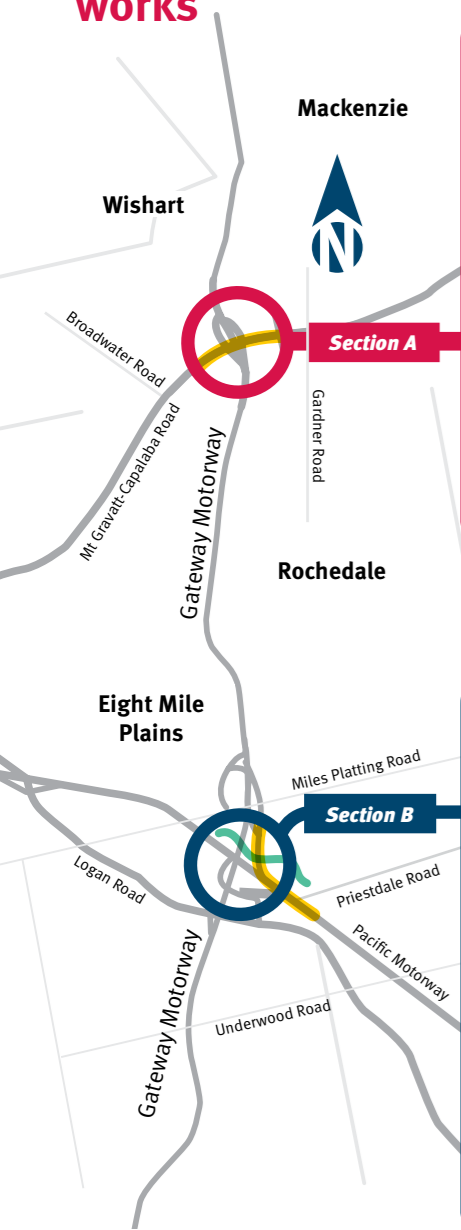 works
Mackenzie
Wishart
N
Broadwater Road
Section A
Mt Gravatt-Capalaba Road
Gardner Road
Gateway Motorway
Rochedale
Eight Mile
Plains
Miles Platting Road
Section B
Logan Road
Priestdale Road
Pacific Motorway
Gateway Motorway
Underwood Road